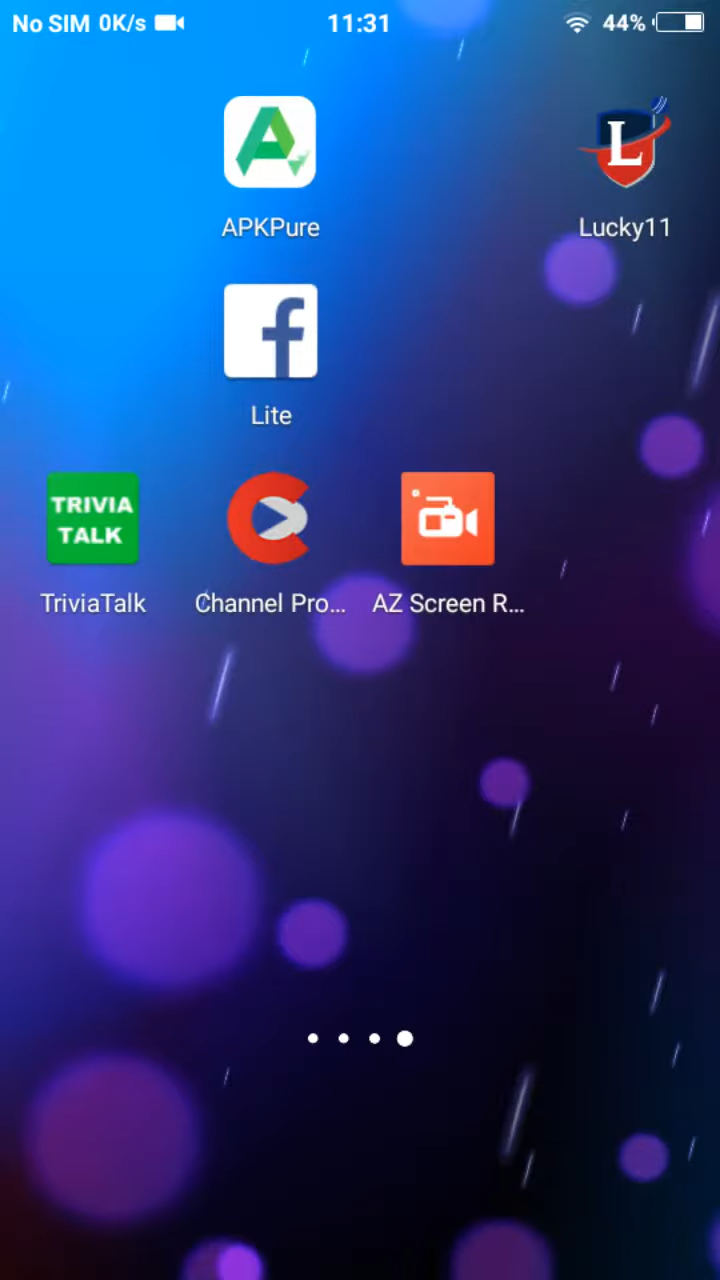 No SIM 0K/s 11:31 44%
APKPure Lucky11
Lite
TRIVIA
TALK
TriviaTalk Channel Pro... AZ Screen R...